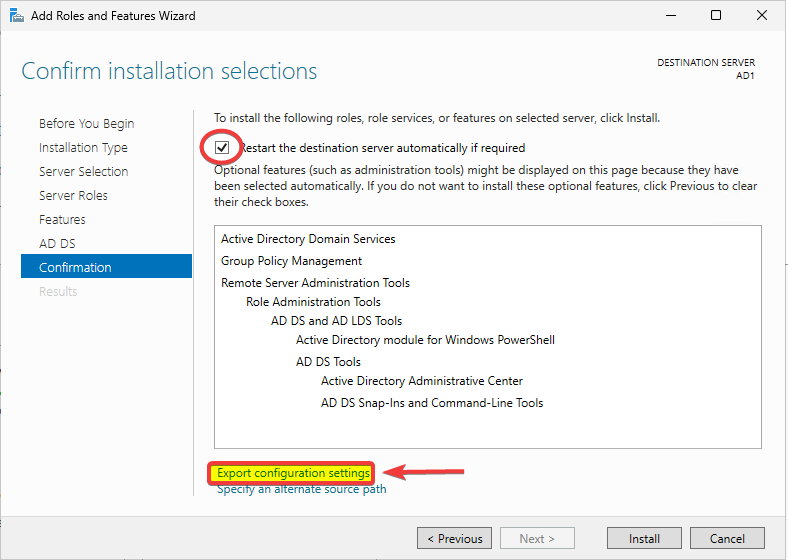 Add Roles and Features Wizard
Confirm installation selections
DESTINATION SERVER
AD1
Before You Begin
Installation Type
Server Selection
Server Roles
Features
AD DS
Confirmation
Results
To install the following roles, role services, or features on selected server, click Install.
Restart the destination server automatically if required
Optional features (such as administration tools) might be displayed on this page because they have
been selected automatically. If you do not want to install these optional features, click Previous to clear
their check boxes.
Active Directory Domain Services
Group Policy Management
Remote Server Administration Tools
Role Administration Tools
AD DS and AD LDS Tools
Active Directory module for Windows PowerShell
AD DS Tools
Active Directory Administrative Center
AD DS Snap-Ins and Command-Line Tools
Export configuration settings
Specify an alternate source path
< Previous
Next >
Install
Cancel